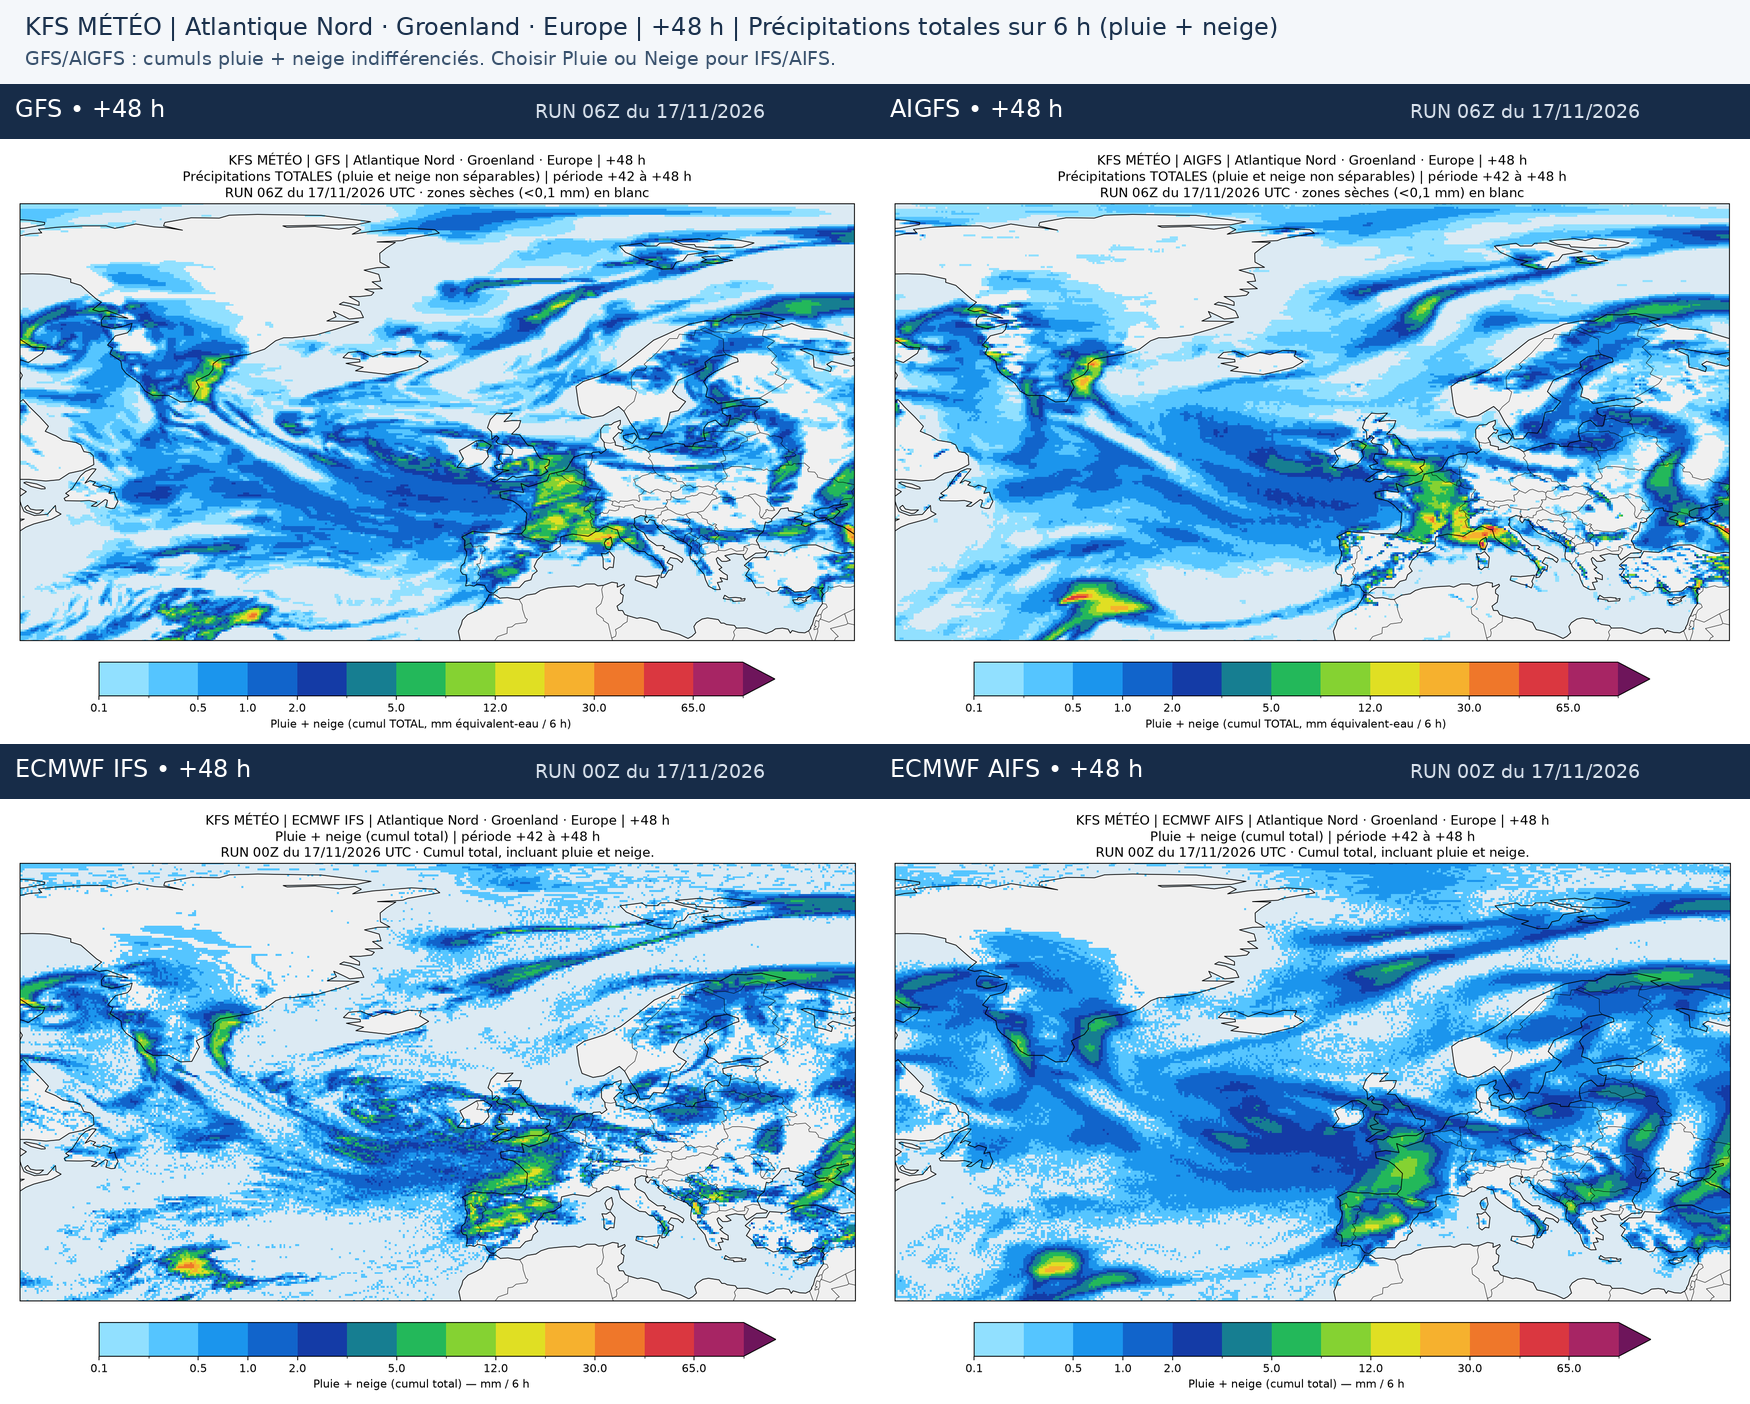 KFS MÉTÉO | Atlantique Nord · Groenland · Europe | +48 h | Précipitations totales sur 6 h (pluie + neige)
GFS/AIGFS : cumuls pluie + neige indifférenciés. Choisir Pluie ou Neige pour IFS/AIFS.
GFS • +48 h
RUN 06Z du 17/11/2026
AIGFS • +48 h
RUN 06Z du 17/11/2026
KFS MÉTÉO | GFS | Atlantique Nord · Groenland · Europe | +48 h
Précipitations TOTALES (pluie et neige non séparables) | période +42 à +48 h
RUN 06Z du 17/11/2026 UTC · zones sèches (<0,1 mm) en blanc
KFS MÉTÉO | AIGFS | Atlantique Nord · Groenland · Europe | +48 h
Précipitations TOTALES (pluie et neige non séparables) | période +42 à +48 h
RUN 06Z du 17/11/2026 UTC · zones sèches (<0,1 mm) en blanc
0.1 0.5 1.0 2.0 5.0 12.0 30.0 65.0
Pluie + neige (cumul TOTAL, mm équivalent-eau / 6 h)
0.1 0.5 1.0 2.0 5.0 12.0 30.0 65.0
Pluie + neige (cumul TOTAL, mm équivalent-eau / 6 h)
ECMWF IFS • +48 h
RUN 00Z du 17/11/2026
ECMWF AIFS • +48 h
RUN 00Z du 17/11/2026
KFS MÉTÉO | ECMWF IFS | Atlantique Nord · Groenland · Europe | +48 h
Pluie + neige (cumul total) | période +42 à +48 h
RUN 00Z du 17/11/2026 UTC · Cumul total, incluant pluie et neige.
KFS MÉTÉO | ECMWF AIFS | Atlantique Nord · Groenland · Europe | +48 h
Pluie + neige (cumul total) | période +42 à +48 h
RUN 00Z du 17/11/2026 UTC · Cumul total, incluant pluie et neige.
0.1 0.5 1.0 2.0 5.0 12.0 30.0 65.0
Pluie + neige (cumul total) — mm / 6 h
0.1 0.5 1.0 2.0 5.0 12.0 30.0 65.0
Pluie + neige (cumul total) — mm / 6 h